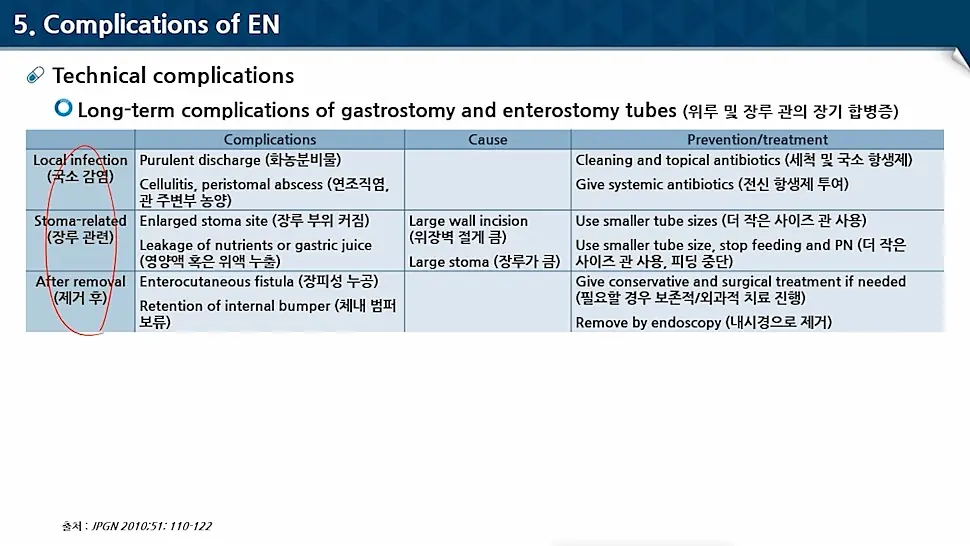 5. Complications of EN
Technical complications
Long-term complications of gastrostomy and enterostomy tubes (위루 및 장루 관의 장기 합병증)
Complications Cause Prevention/treatment
Local infection
(국소 감염)
Purulent discharge (화농분비물)
Cellulitis, peristomal abscess (연조직염,
관 주변부 농양)
Cleaning and topical antibiotics (세척 및 국소 항생제)
Give systemic antibiotics (전신 항생제 투여)
Stoma-related
(장루 관련)
Enlarged stoma site (장루 부위 커짐)
Leakage of nutrients or gastric juice
(영양액 혹은 위액 누출)
Large wall incision
(위장벽 절게 큼)
Large stoma (장루가 큼)
Use smaller tube sizes (더 작은 사이즈 관 사용)
Use smaller tube size, stop feeding and PN (더 작은
사이즈 관 사용, 피딩 중단)
After removal
(제거 후)
Enterocutaneous fistula (장피성 누공)
Retention of internal bumper (체내 범퍼
보류)
Give conservative and surgical treatment if needed
(필요할 경우 보존적/외과적 치료 진행)
Remove by endoscopy (내시경으로 제거)
출처 : JPGN 2010;51: 110-122